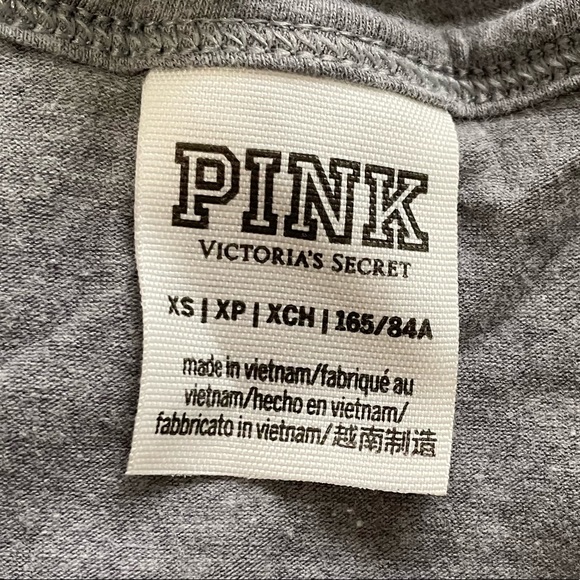 PINK
VICTORIA'S SECRET
XS | XP | XCH | 165/84A
made in vietnam/fabriqué au
vietnam/hecho en vietnam/
fabbricato in vietnam/越南制造